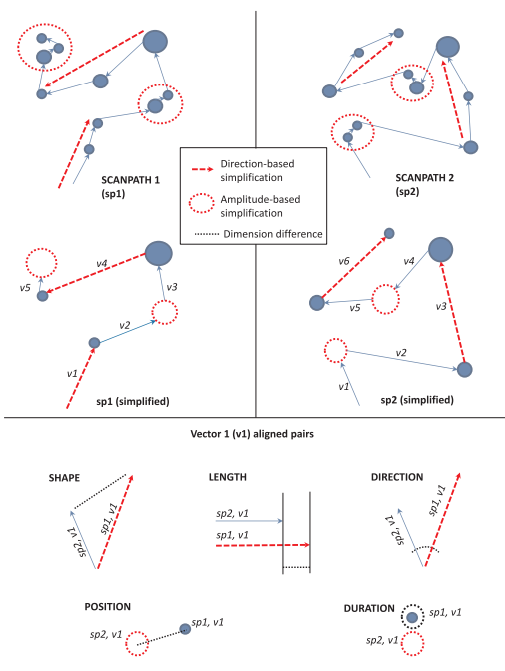 SCANPATH 1
(sp1)
SCANPATH 2
(sp2)
Direction-based
simplification
Amplitude-based
simplification
Dimension difference
v5
v4
v3
v2
v1
sp1 (simplified)
v6
v4
v5
v3
v2
v1
sp2 (simplified)
Vector 1 (v1) aligned pairs
SHAPE
sp2, v1
sp1, v1
LENGTH
sp2, v1
sp1, v1
DIRECTION
sp2, v1
sp1, v1
POSITION
sp2, v1
sp1, v1
DURATION
sp1, v1
sp2, v1